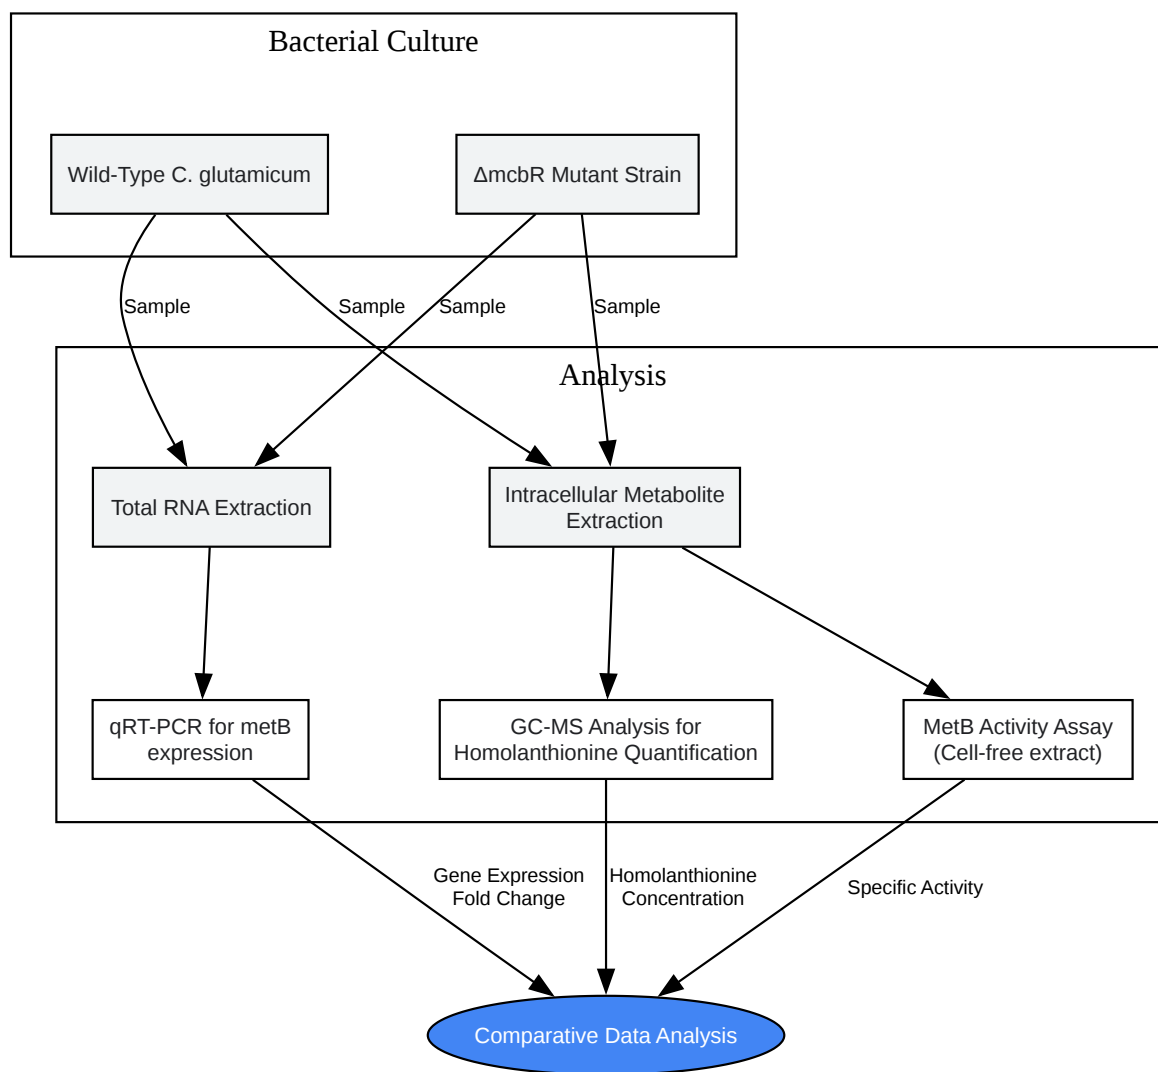 Bacterial Culture
Wild-Type C. glutamicum
ΔmcbR Mutant Strain
Sample
Sample
Sample
Sample
Analysis
Total RNA Extraction
Intracellular Metabolite
Extraction
qRT-PCR for metB
expression
GC-MS Analysis for
Homolanthionine Quantification
MetB Activity Assay
(Cell-free extract)
Gene Expression
Fold Change
Homolanthionine
Concentration
Specific Activity
Comparative Data Analysis